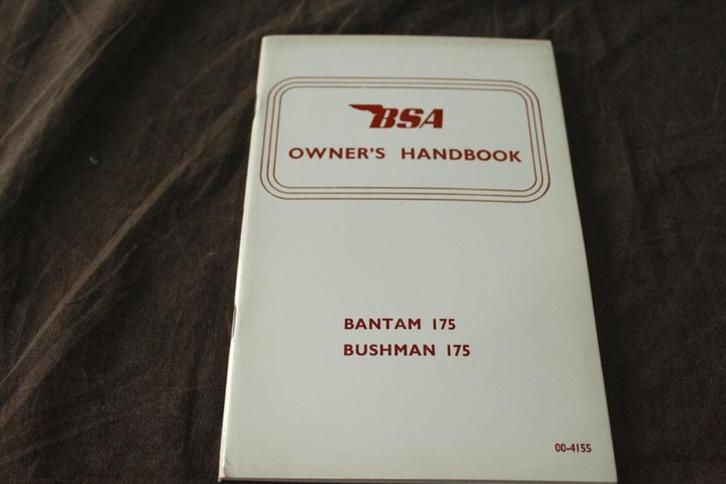 BSA
OWNER'S HANDBOOK
BANTAM 175
BUSHMAN 175
00-4155